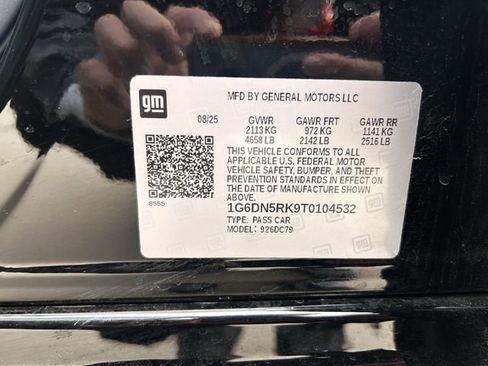 gm
MFD BY GENERAL MOTORS LLC
08/25 GVWR GAWR FRT GAWR RR
2113 KG 972 KG 1141 KG
4658 LB 2142 LB 2516 LB
THIS VEHICLE CONFORMS TO ALL
APPLICABLE U.S. FEDERAL MOTOR
VEHICLE SAFETY, BUMPER, AND THEFT
PREVENTION STANDARDS IN EFFECT ON
THE DATE OF MANUFACTURE SHOWN
ABOVE.
8555
1G6DN5RK9T0104532
TYPE: PASS CAR
MODEL: 926DC79